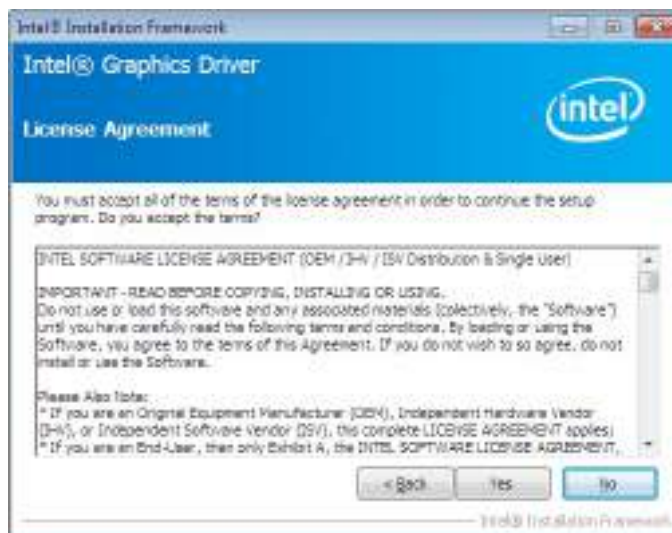 Intel® Installation Framework
Intel® Graphics Driver
License Agreement
intel
You must accept all of the terms of the license agreement in order to continue the setup
program. Do you accept the terms?
INTEL SOFTWARE LICENSE AGREEMENT (OEM / IHV / ISV Distribution & Single User)
IMPORTANT - READ BEFORE COPYING, INSTALLING OR USING.
Do not use or load this software and any associated materials (collectively, the "Software")
until you have carefully read the following terms and conditions. By loading or using the
Software, you agree to the terms of this Agreement. If you do not wish to so agree, do not
install or use the Software.
Please Also Note:
* If you are an Original Equipment Manufacturer (OEM), Independent Hardware Vendor
(IHV), or Independent Software Vendor (ISV), this complete LICENSE AGREEMENT applies;
* If you are an End-User, then only Exhibit A, the INTEL SOFTWARE LICENSE AGREEMENT,
< Back
Yes
No
Intel® Installation Framework